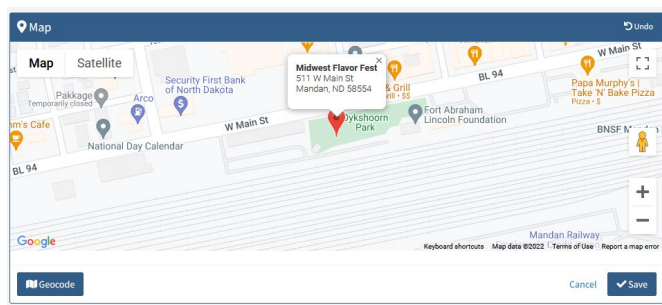 Map
Undo
Map
Satellite
W Main St
Midwest Flavor Fest
511 W Main St
Mandan, ND 58554
Security First Bank
of North Dakota
& Grill
BL 94
Papa Murphy's |
Take 'N' Bake Pizza
Pizza · $
Pakkage
Temporarily closed
Arco
Dykshoorn
Park
Fort Abraham
Lincoln Foundation
W Main St
National Day Calendar
BNSF
BL 94
Mandan Railway
Google
Keyboard shortcuts
Map data ©2022
Terms of Use
Report a map error
Geocode
Cancel
Save